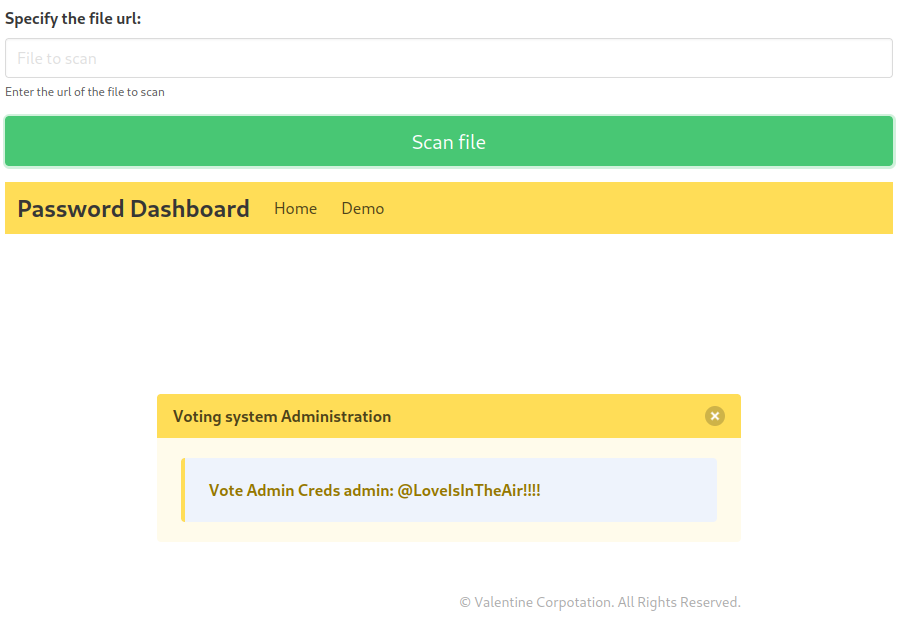 Specify the file url:
File to scan
Enter the url of the file to scan
Scan file
Password Dashboard Home Demo
Voting system Administration
Vote Admin Creds admin: @LoveIsInTheAir!!!!
© Valentine Corpotation. All Rights Reserved.